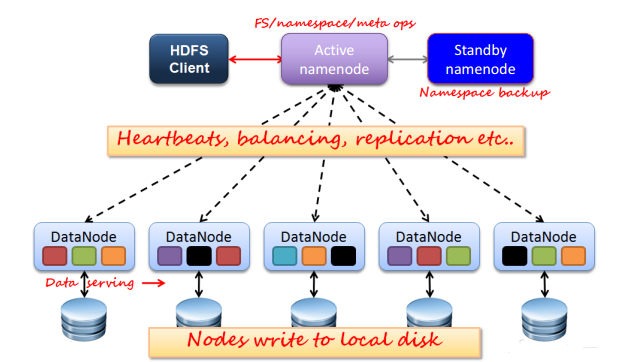 FS/namespace/meta ops
HDFS
Client
Active
namenode
Standby
namenode
Namespace backup
Heartbeats, balancing, replication etc..
DataNode
DataNode
DataNode
DataNode
DataNode
Data serving
Nodes write to local disk